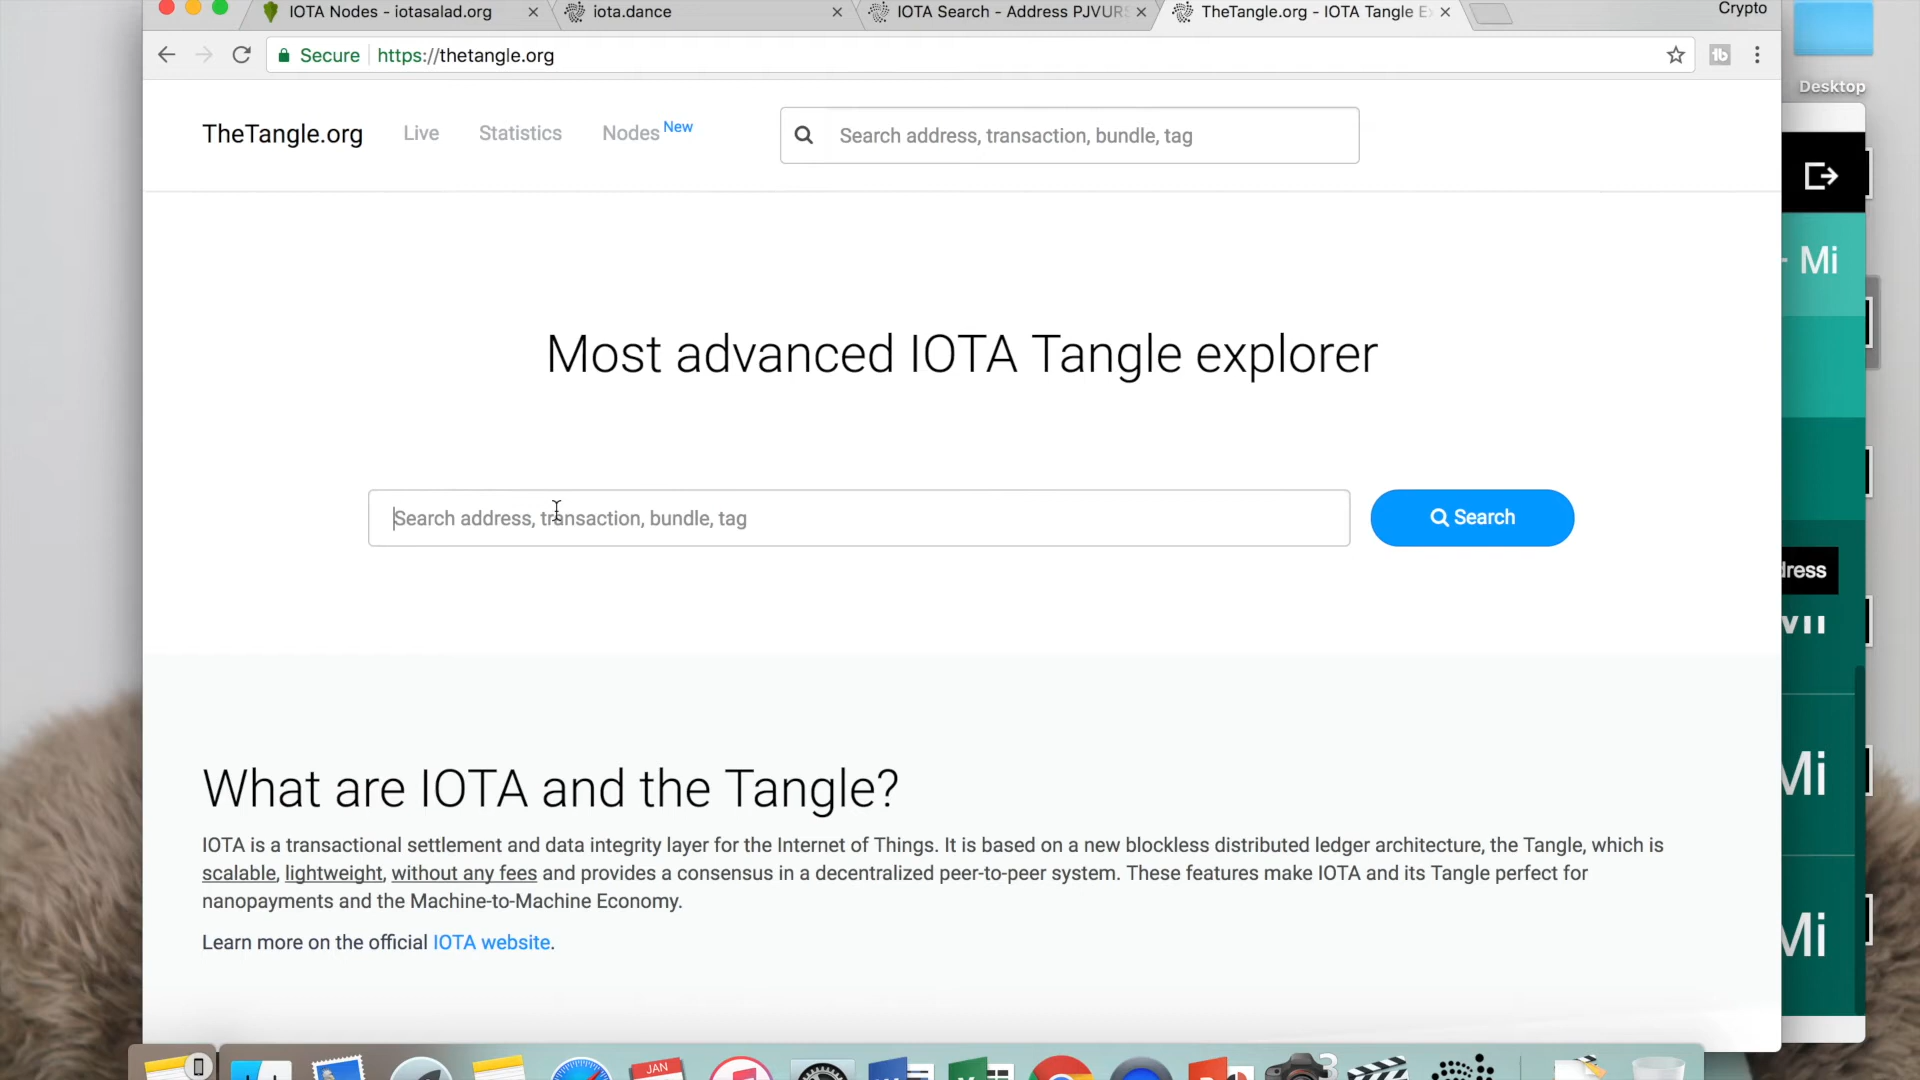 IOTA Nodes - iotasalad.org
iota.dance
IOTA Search - Address PJVURS
TheTangle.org - IOTA Tangle E
Crypto
Secure
https://thetangle.org
Desktop
TheTangle.org
Live
Statistics
Nodes New
Search address, transaction, bundle, tag
- Mi
Most advanced IOTA Tangle explorer
Search address, transaction, bundle, tag
Search
dress
What are IOTA and the Tangle?
Mi
IOTA is a transactional settlement and data integrity layer for the Internet of Things. It is based on a new blockless distributed ledger architecture, the Tangle, which is
scalable, lightweight, without any fees and provides a consensus in a decentralized peer-to-peer system. These features make IOTA and its Tangle perfect for
nanopayments and the Machine-to-Machine Economy.
Learn more on the official IOTA website.
Mi
JAN
3